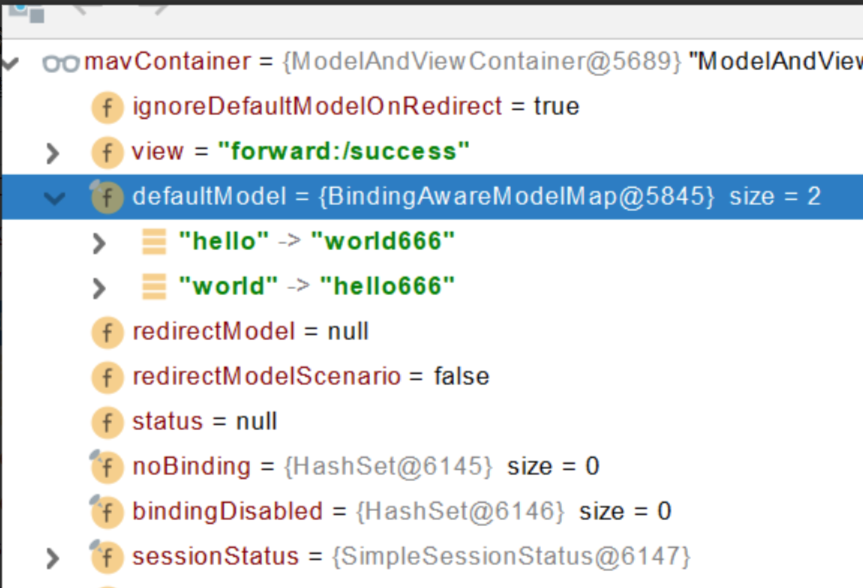 mavContainer = {ModelAndViewContainer@5689} "ModelAndView
f ignoreDefaultModelOnRedirect = true
f view = "forward:/success"
f defaultModel = {BindingAwareModelMap@5845} size = 2
"hello" -> "world666"
"world" -> "hello666"
f redirectModel = null
f redirectModelScenario = false
f status = null
f noBinding = {HashSet@6145} size = 0
f bindingDisabled = {HashSet@6146} size = 0
f sessionStatus = {SimpleSessionStatus@6147}